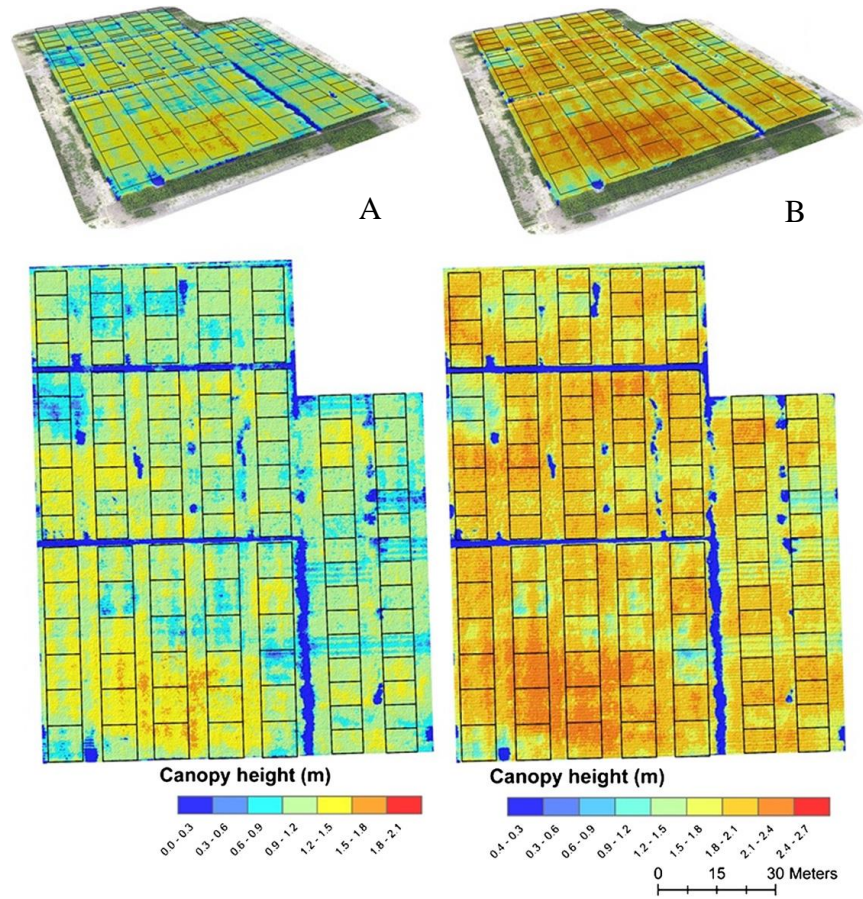 A
B
Canopy height (m)
0.0 - 0.3
0.3 - 0.6
0.6 - 0.9
0.9 - 1.2
1.2 - 1.5
1.5 - 1.8
1.8 - 2.1
Canopy height (m)
0.4 - 0.3
0.3 - 0.6
0.6 - 0.9
0.9 - 1.2
1.2 - 1.5
1.5 - 1.8
1.8 - 2.1
2.1 - 2.4
2.4 - 2.7
0 15 30 Meters